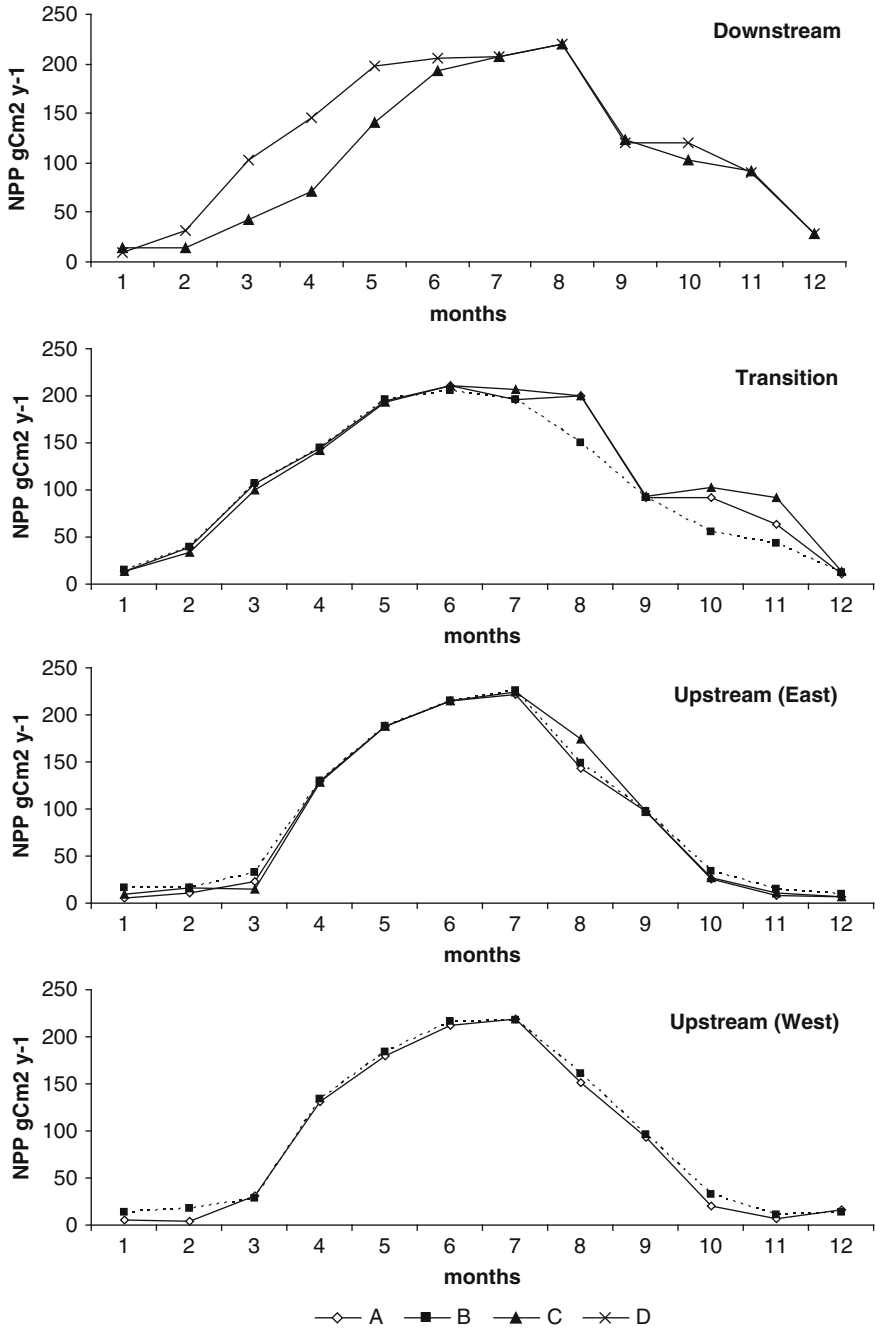 Downstream
NPP gCm2 y-1
250
200
150
100
50
0
1 2 3 4 5 6 7 8 9 10 11 12
months
Transition
NPP gCm2 y-1
250
200
150
100
50
0
1 2 3 4 5 6 7 8 9 10 11 12
months
Upstream (East)
NPP gCm2 y-1
250
200
150
100
50
0
1 2 3 4 5 6 7 8 9 10 11 12
months
Upstream (West)
NPP gCm2 y-1
250
200
150
100
50
0
1 2 3 4 5 6 7 8 9 10 11 12
months
A B C D